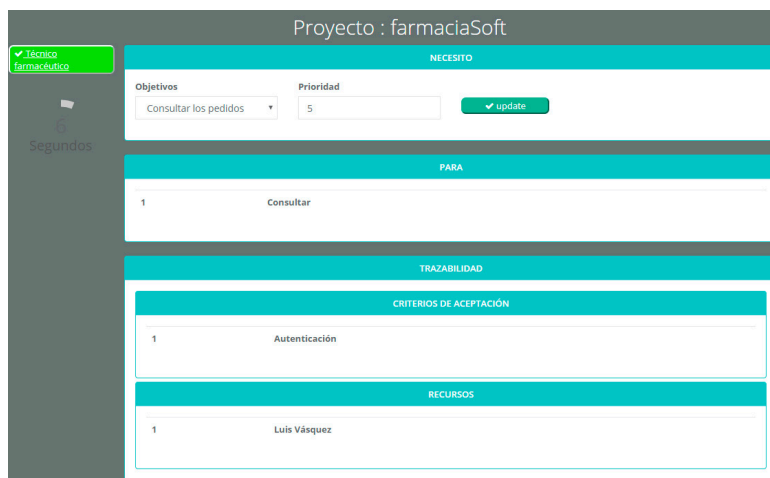 Proyecto : farmaciaSoft
Técnico
farmacéutico
6
Segundos
NECESITO
Objetivos Prioridad
Consultar los pedidos 5 update
PARA
1 Consultar
TRAZABILIDAD
CRITERIOS DE ACEPTACIÓN
1 Autenticación
RECURSOS
1 Luis Vásquez